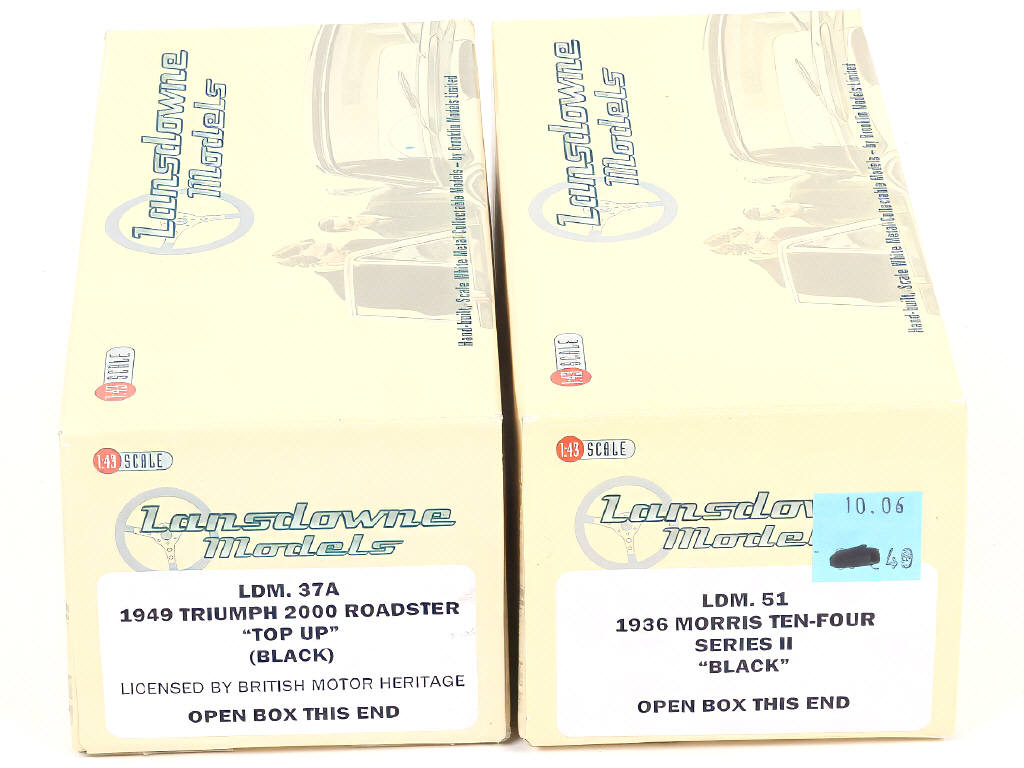 Lansdowne
Models
Hand-built, Scale White Metal Collectable Models - by Brooklin Models Limited
1:43 SCALE
1:43 SCALE
Lansdowne
Models
LDM. 37A
1949 TRIUMPH 2000 ROADSTER
“TOP UP”
(BLACK)
LICENSED BY BRITISH MOTOR HERITAGE
OPEN BOX THIS END
Lansdowne
Models
Hand-built, Scale White Metal Collectable Models - by Brooklin Models Limited
1:43 SCALE
1:43 SCALE
Lansdow
Models
10.06
40
LDM. 51
1936 MORRIS TEN-FOUR
SERIES II
“BLACK”
OPEN BOX THIS END